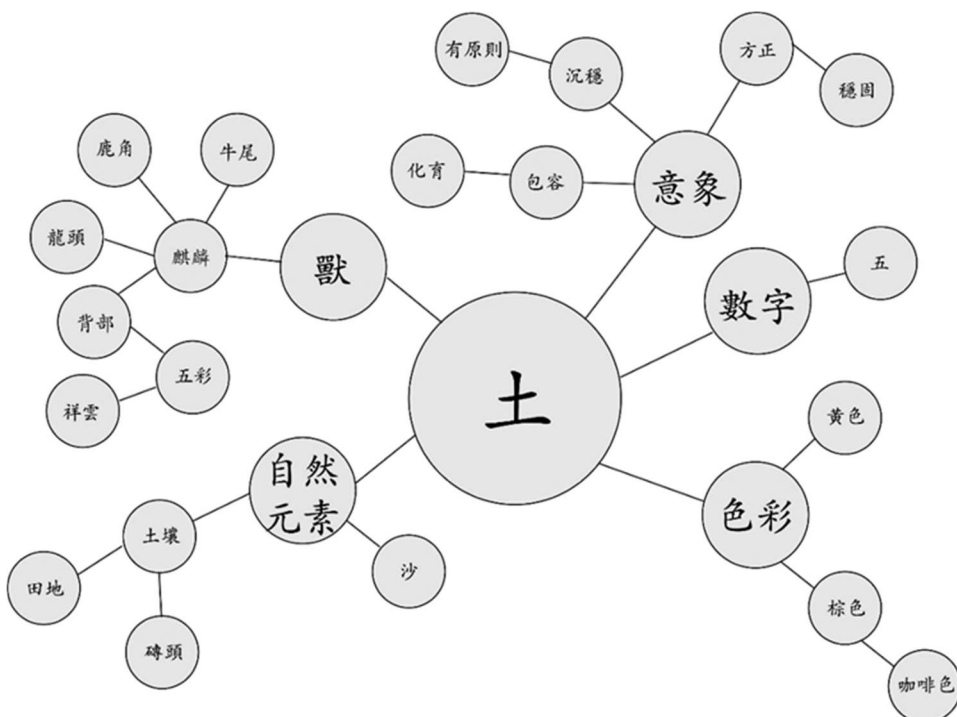 有原則
沉穩
方正
穩固
鹿角
牛尾
化育
包容
意象
龍頭
麒麟
獸
數字
五
背部
五彩
祥雲
土
黃色
自然
元素
色彩
土壤
沙
田地
磚頭
棕色
咖啡色